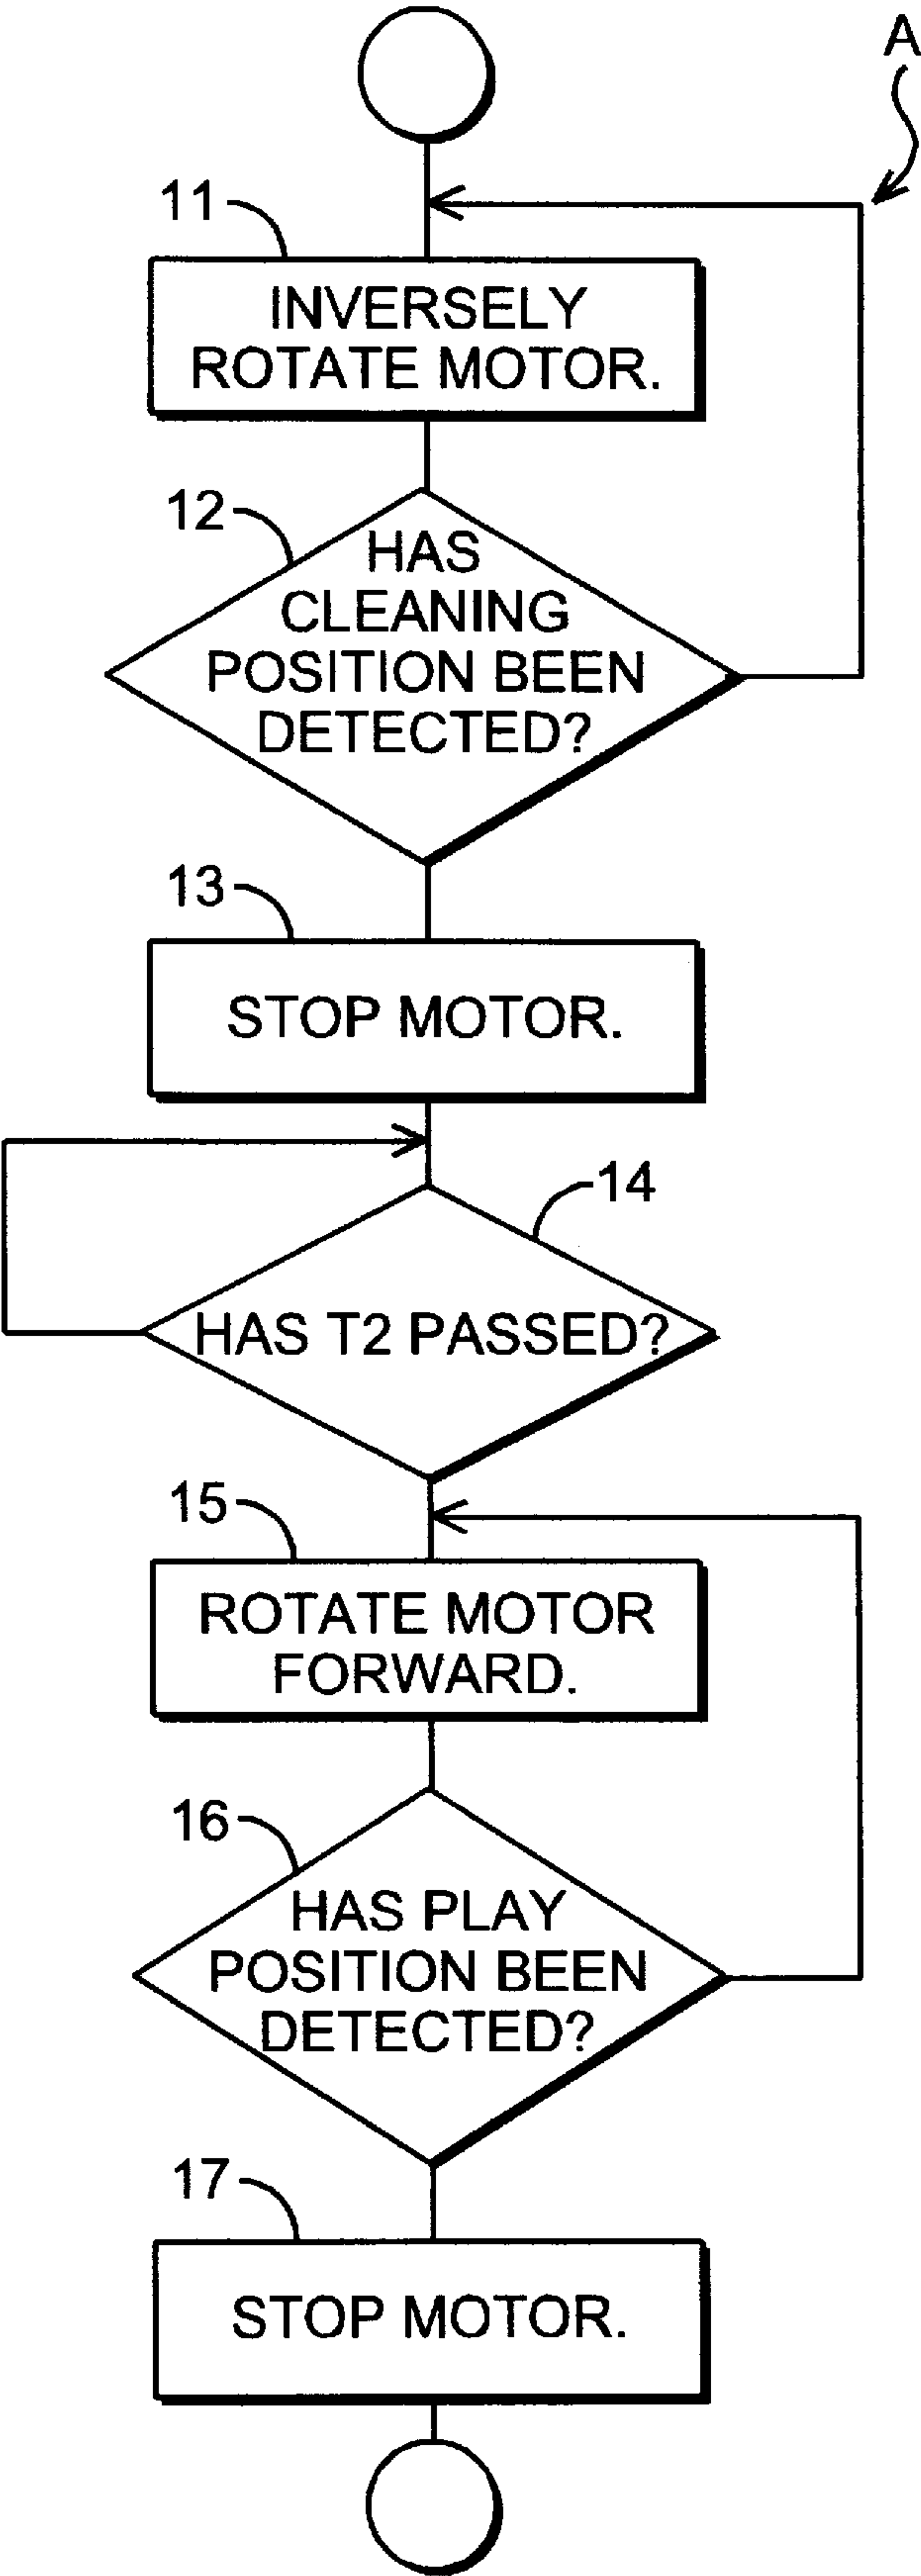 A
11
INVERSELY
ROTATE MOTOR.
12
HAS
CLEANING
POSITION BEEN
DETECTED?
13
STOP MOTOR.
14
HAS T2 PASSED?
15
ROTATE MOTOR
FORWARD.
16
HAS PLAY
POSITION BEEN
DETECTED?
17
STOP MOTOR.